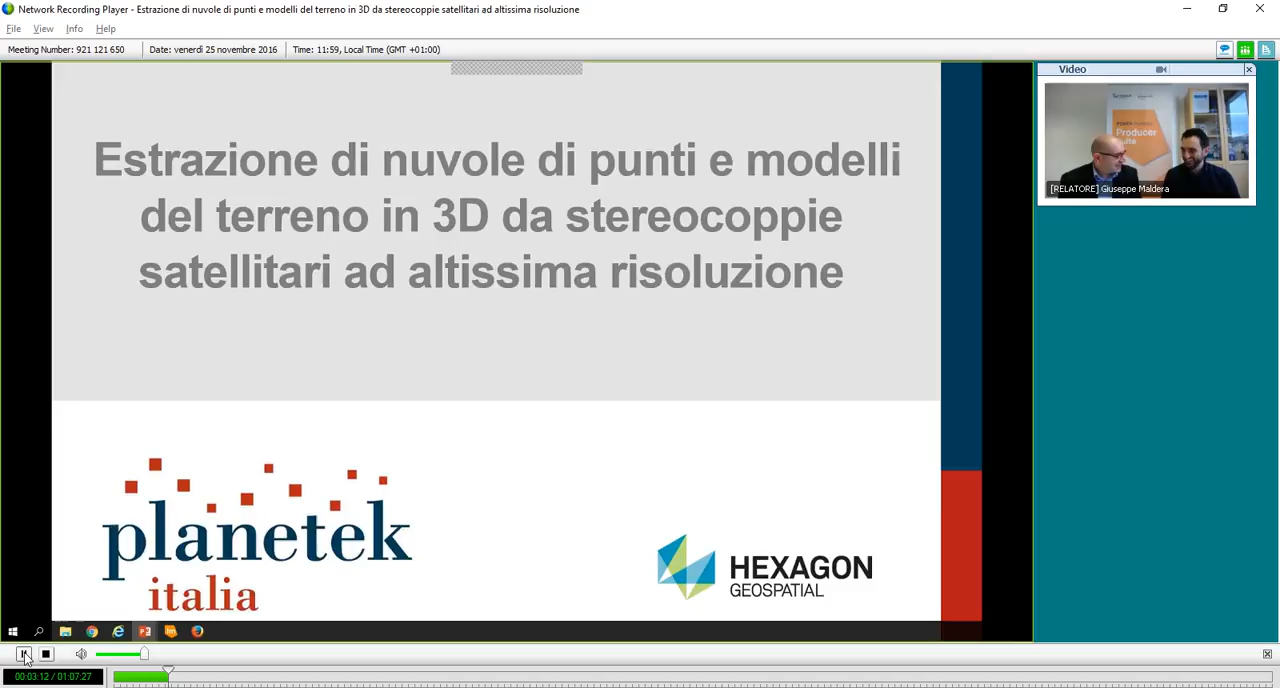 Network Recording Player - Estrazione di nuvole di punti e modelli del terreno in 3D da stereocoppie satellitari ad altissima risoluzione
File View Info Help
Meeting Number: 921 121 650 Date: venerdì 25 novembre 2016 Time: 11:59, Local Time (GMT +01:00)
Video
Producer
[RELATORE] Giuseppe Maldera
Estrazione di nuvole di punti e modelli
del terreno in 3D da stereocoppie
satellitari ad altissima risoluzione
planetek
italia
HEXAGON
GEOSPATIAL
00:03:12 / 01:07:27